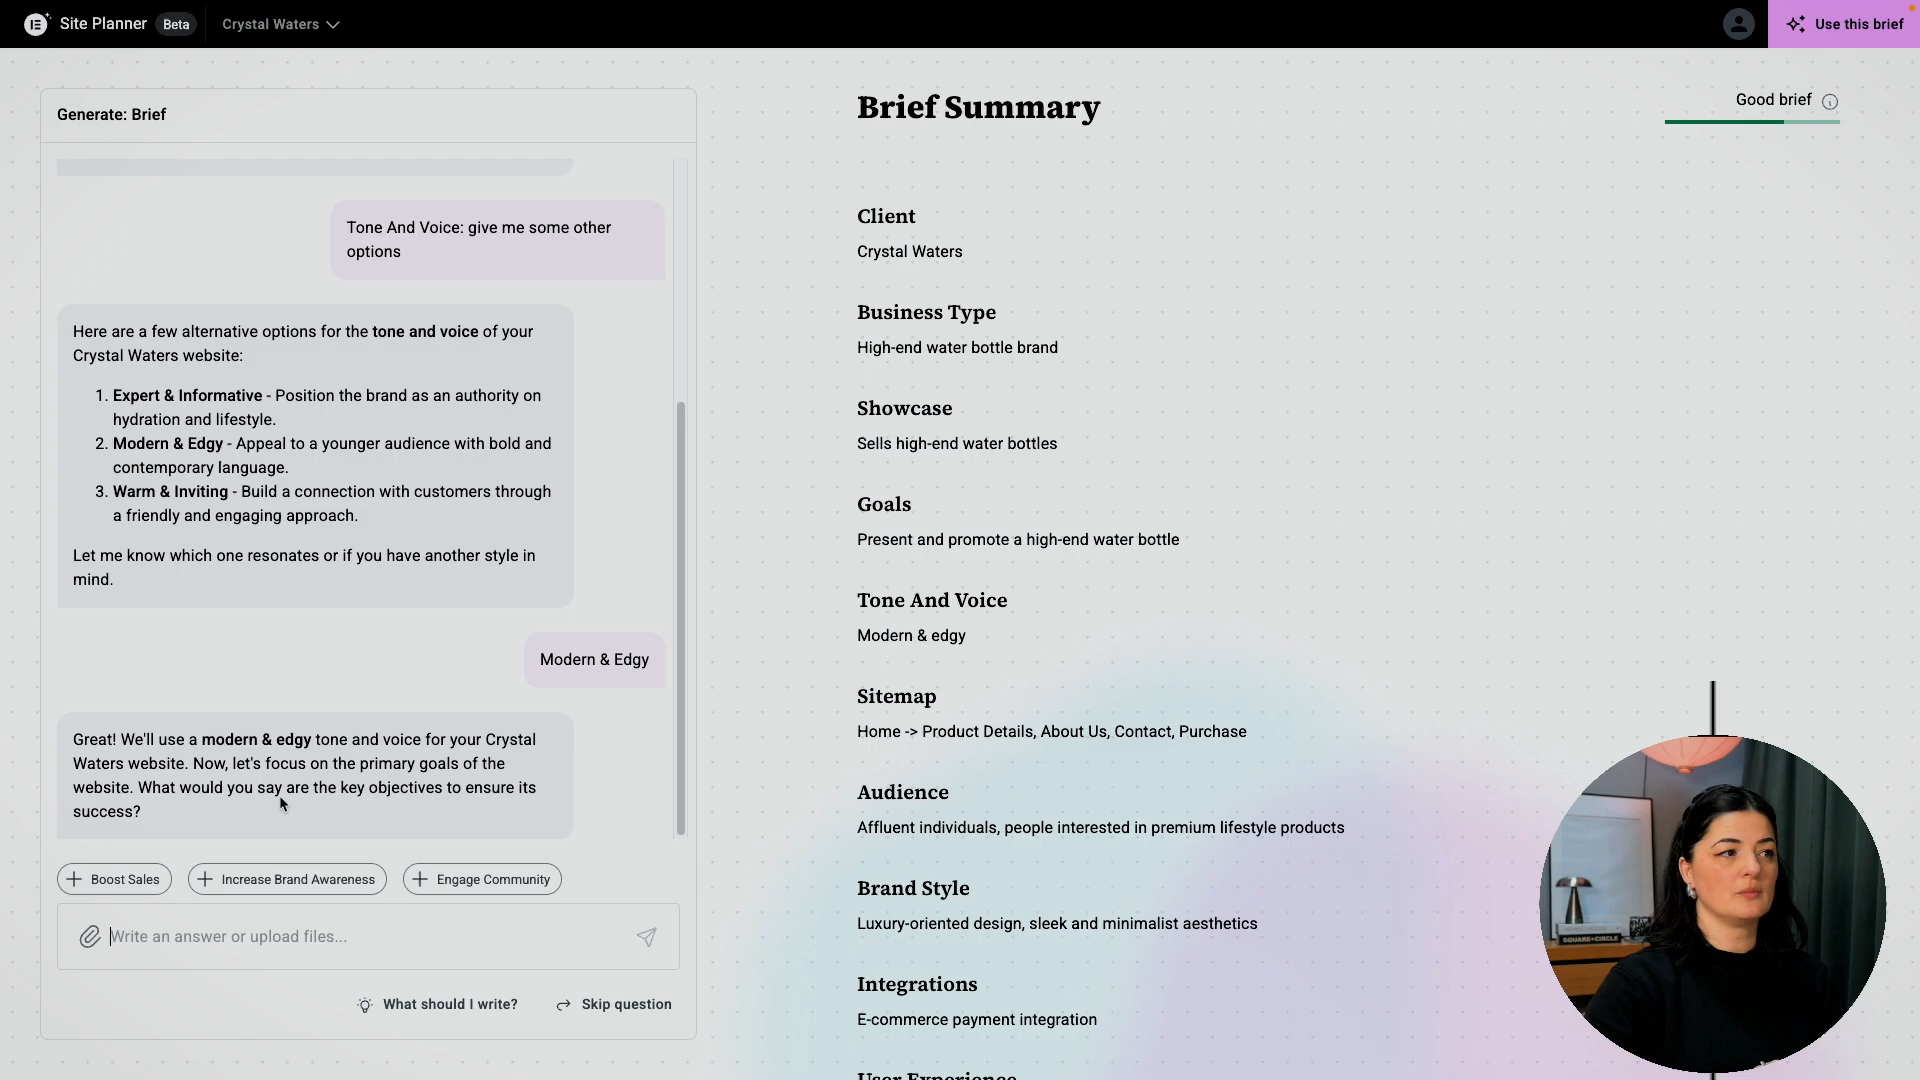 Site Planner Beta Crystal Waters
Use this brief
Generate: Brief
Tone And Voice: give me some other
options
Here are a few alternative options for the tone and voice of your
Crystal Waters website:
1. Expert & Informative - Position the brand as an authority on
hydration and lifestyle.
2. Modern & Edgy - Appeal to a younger audience with bold and
contemporary language.
3. Warm & Inviting - Build a connection with customers through
a friendly and engaging approach.
Let me know which one resonates or if you have another style in
mind.
Modern & Edgy
Great! We'll use a modern & edgy tone and voice for your Crystal
Waters website. Now, let's focus on the primary goals of the
website. What would you say are the key objectives to ensure its
success?
Boost Sales
Increase Brand Awareness
Engage Community
Write an answer or upload files...
What should I write?
Skip question
Brief Summary
Good brief
Client
Crystal Waters
Business Type
High-end water bottle brand
Showcase
Sells high-end water bottles
Goals
Present and promote a high-end water bottle
Tone And Voice
Modern & edgy
Sitemap
Home -> Product Details, About Us, Contact, Purchase
Audience
Affluent individuals, people interested in premium lifestyle products
Brand Style
Luxury-oriented design, sleek and minimalist aesthetics
Integrations
E-commerce payment integration
User Experience
SQUARE+CIRCLE